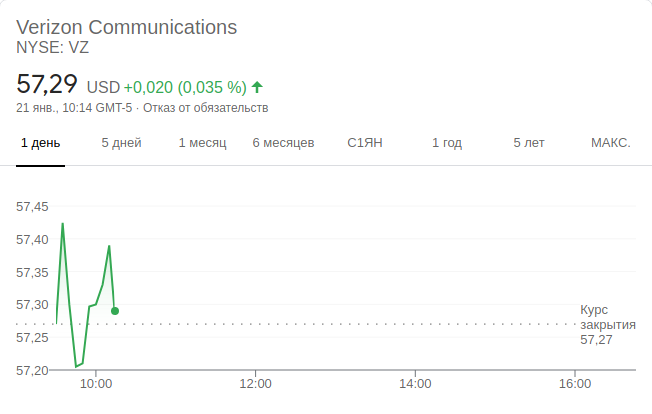 Verizon Communications
NYSE: VZ
57,29 USD +0,020 (0,035 %)
21 янв., 10:14 GMT-5 · Отказ от обязательств
1 день 5 дней 1 месяц 6 месяцев С1ЯН 1 год 5 лет МАКС.
57,45
57,40
57,35
57,30
57,25
57,20
Курс
закрытия
57,27
10:00 12:00 14:00 16:00